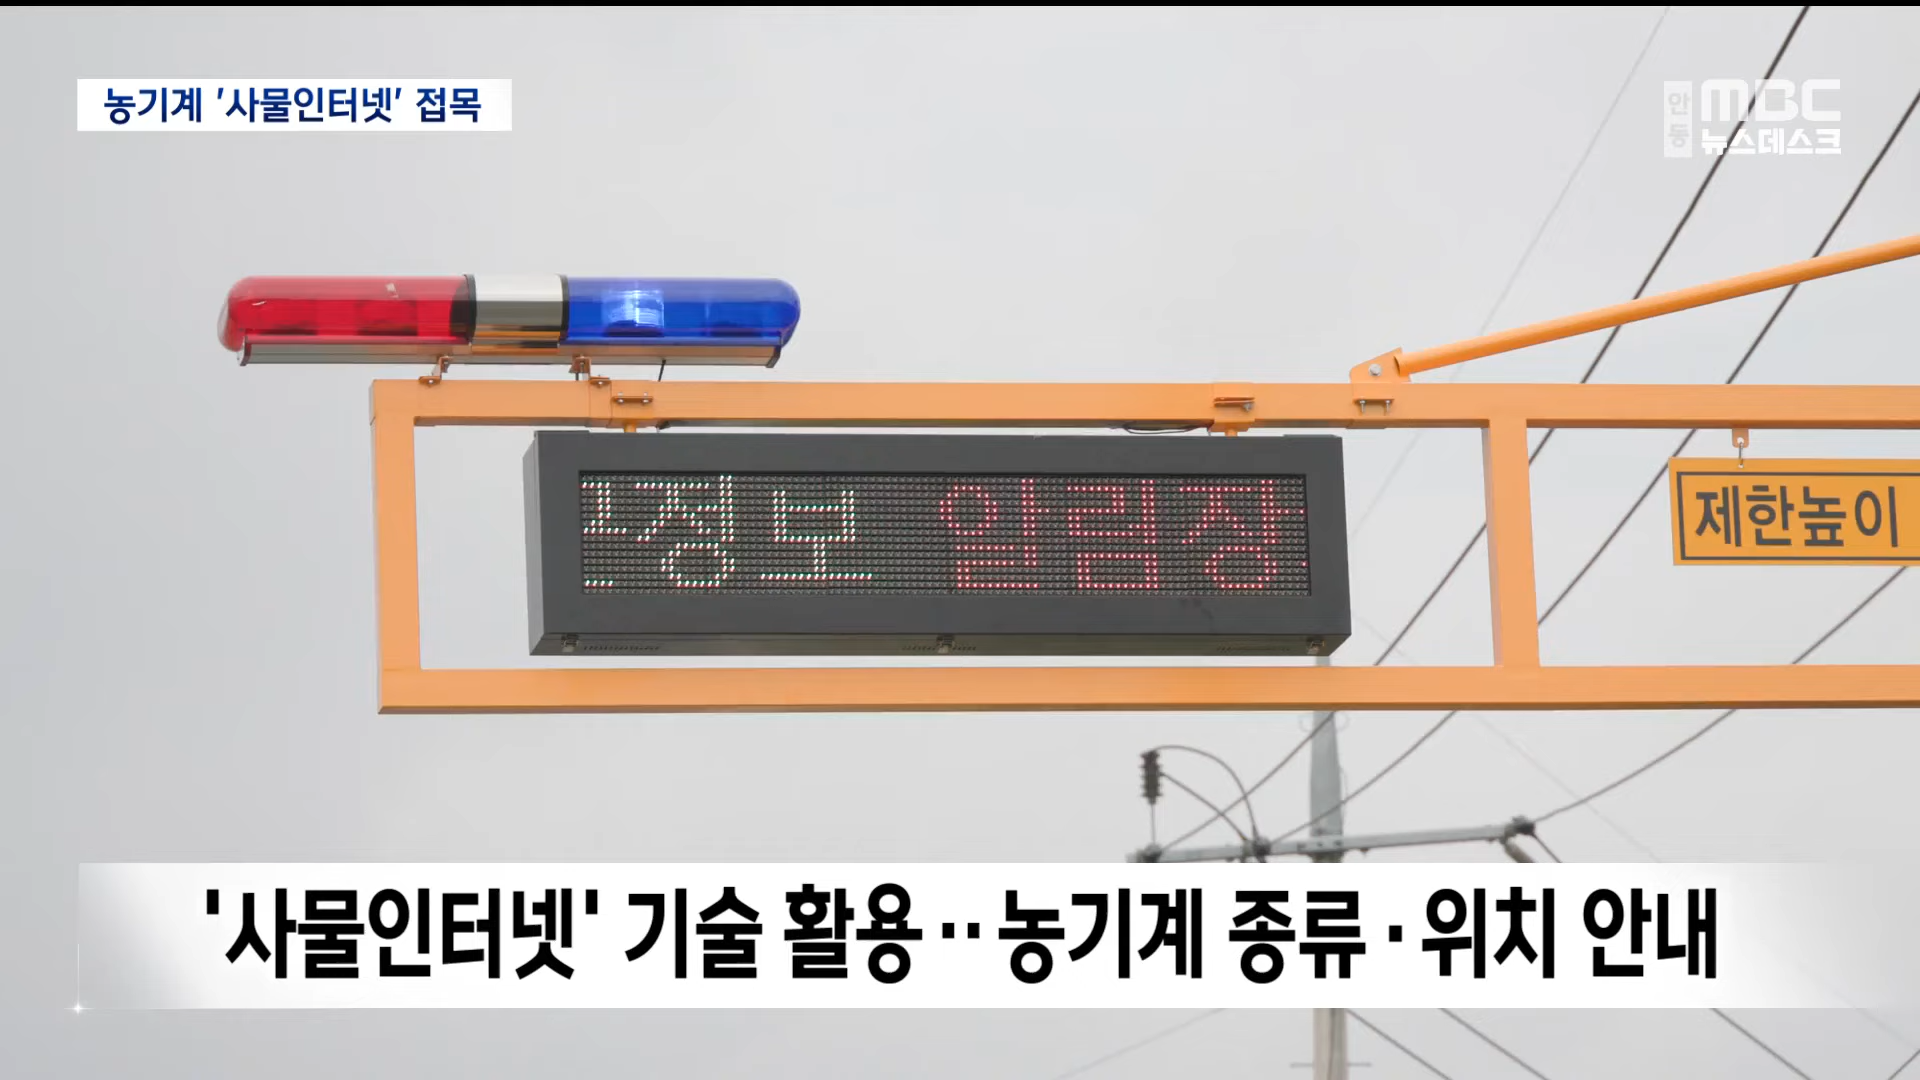 농기계 '사물인터넷' 접목
안동
MBC
뉴스데스크
정보 알림장
제한높이
'사물인터넷' 기술 활용··농기계 종류·위치 안내